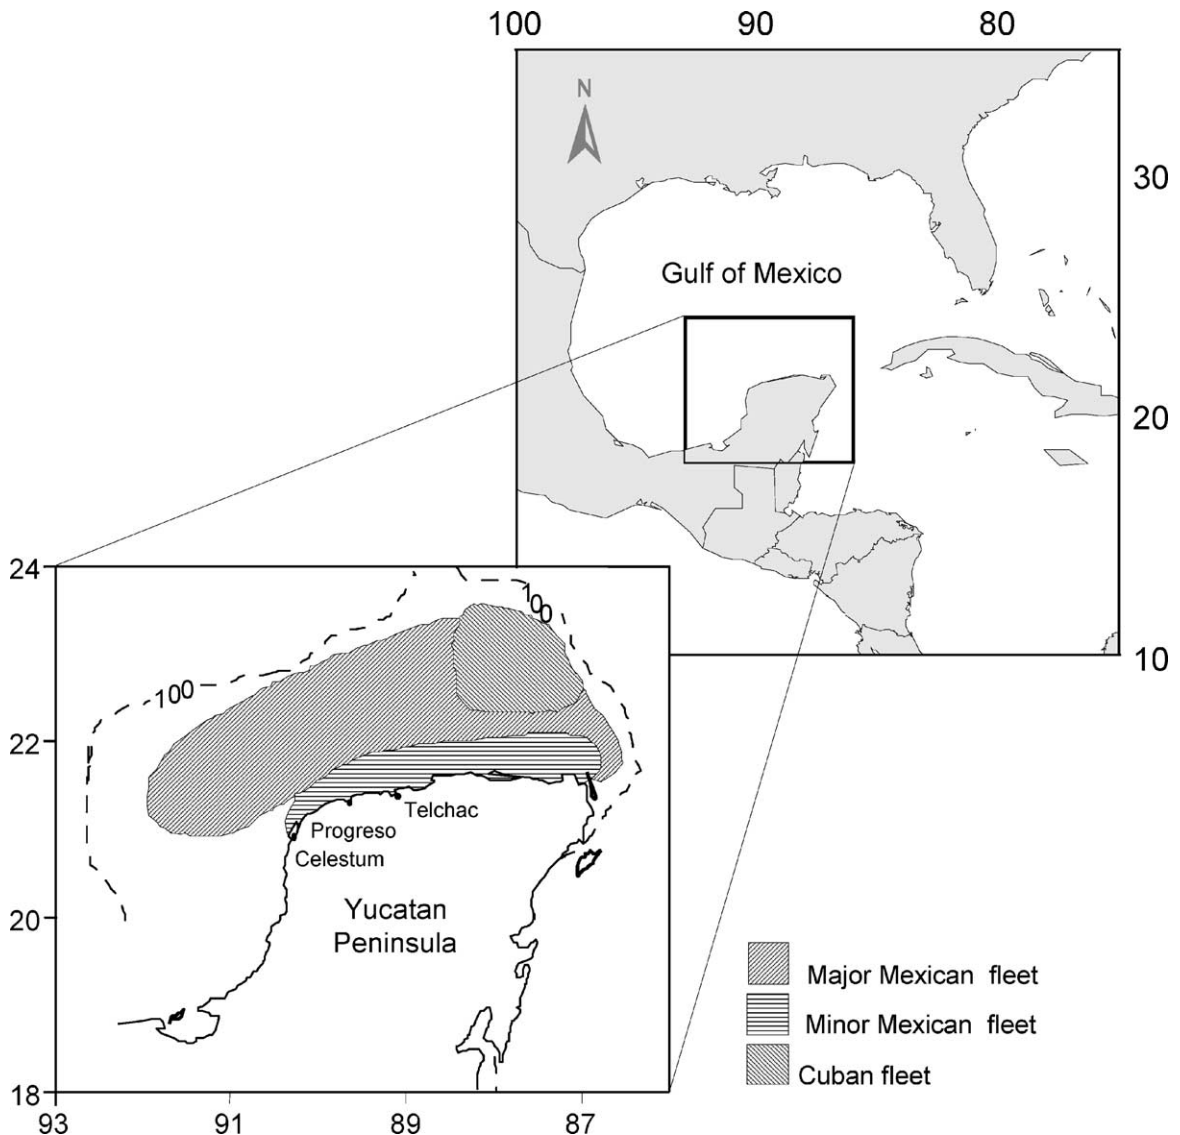 100 90 80
N
30
Gulf of Mexico
20
10
24
100
100
22
Telchac
Progreso
Celestum
20
Yucatan
Peninsula
Major Mexican fleet
Minor Mexican fleet
Cuban fleet
18
93 91 89 87